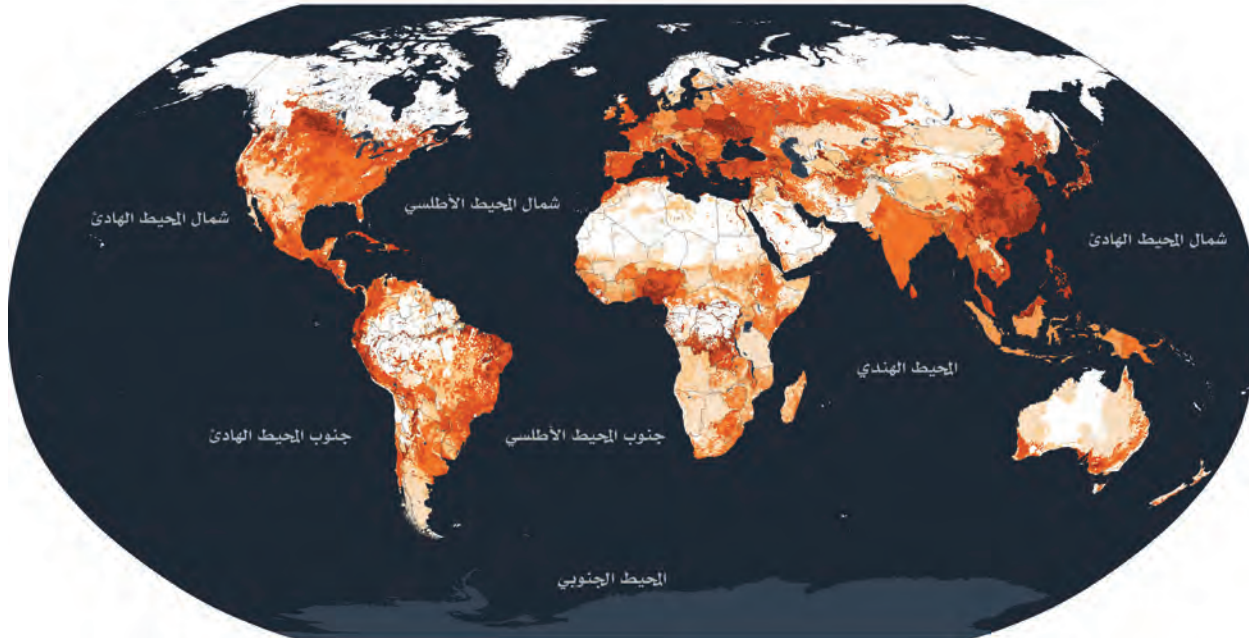 شمال المحيط الأطلسي
شمال المحيط الهادئ
شمال المحيط الهادئ
المحيط الهندي
جنوب المحيط الأطلسي
جنوب المحيط الهادئ
المحيط الجنوبي